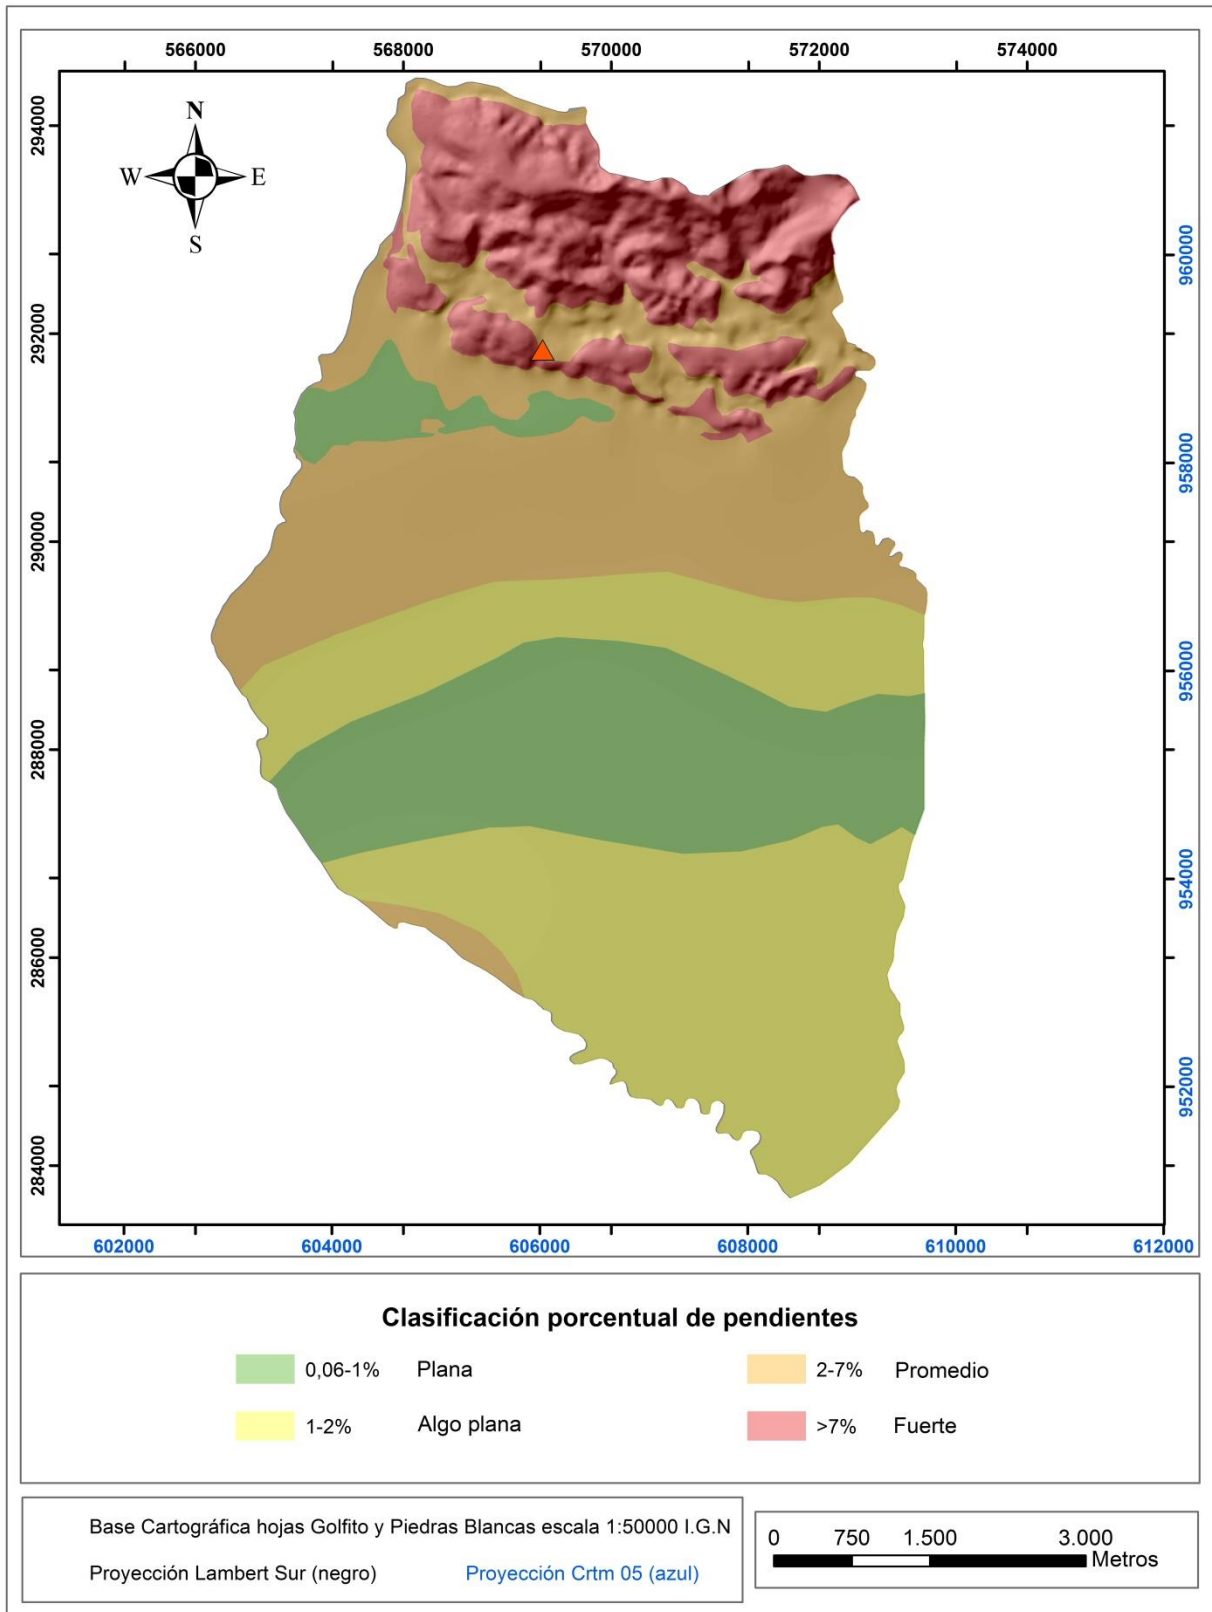 566000 568000 570000 572000 574000
N
W E
S
294000
292000
290000
288000
286000
284000
960000
958000
956000
954000
952000
602000 604000 606000 608000 610000 612000
Clasificación porcentual de pendientes
0,06-1% Plana 2-7% Promedio
1-2% Algo plana >7% Fuerte
Base Cartográfica hojas Golfito y Piedras Blancas escala 1:50000 I.G.N
Proyección Lambert Sur (negro) Proyección Crtm 05 (azul)
0 750 1.500 3.000
Metros